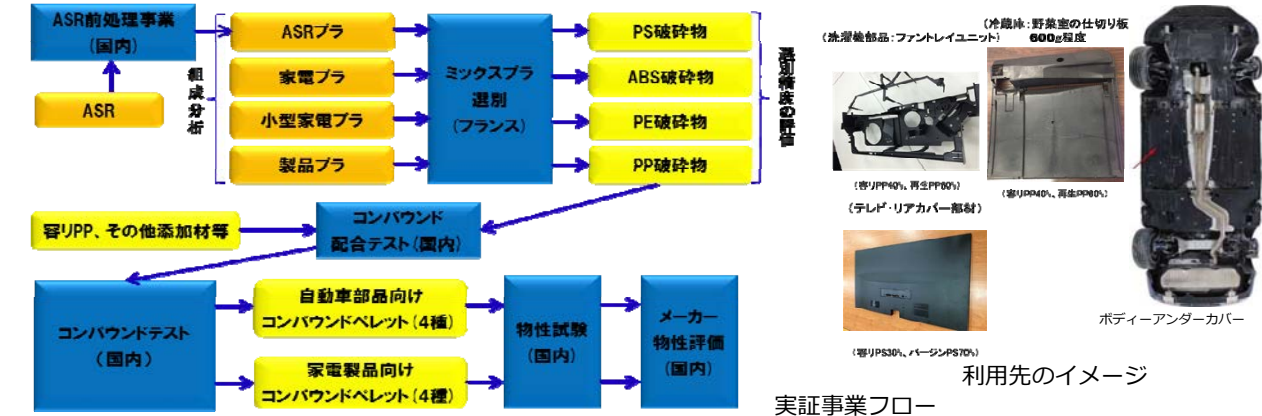 ASR前処理事業
(国内)
ASR
組成分析
ASRプラ
家電プラ
小型家電プラ
製品プラ
ミックスプラ
選別
(フランス)
PS破砕物
ABS破砕物
PE破砕物
PP破砕物
選別精度の評価
容リPP、その他添加材等
コンパウンド
配合テスト(国内)
コンパウンドテスト
(国内)
自動車部品向け
コンパウンドペレット(4種)
家電製品向け
コンパウンドペレット(4種)
物性試験
(国内)
メーカー
物性評価
(国内)
(洗濯機部品:ファントレイユニット)
(冷蔵庫:野菜室の仕切り板
600g程度
(容リPP40%、再生PP60%)
(容リPP40%、再生PP60%)
(テレビ・リアカバー部材)
(容リPS30%、バージンPS70%)
ボディーアンダーカバー
利用先のイメージ
実証事業フロー